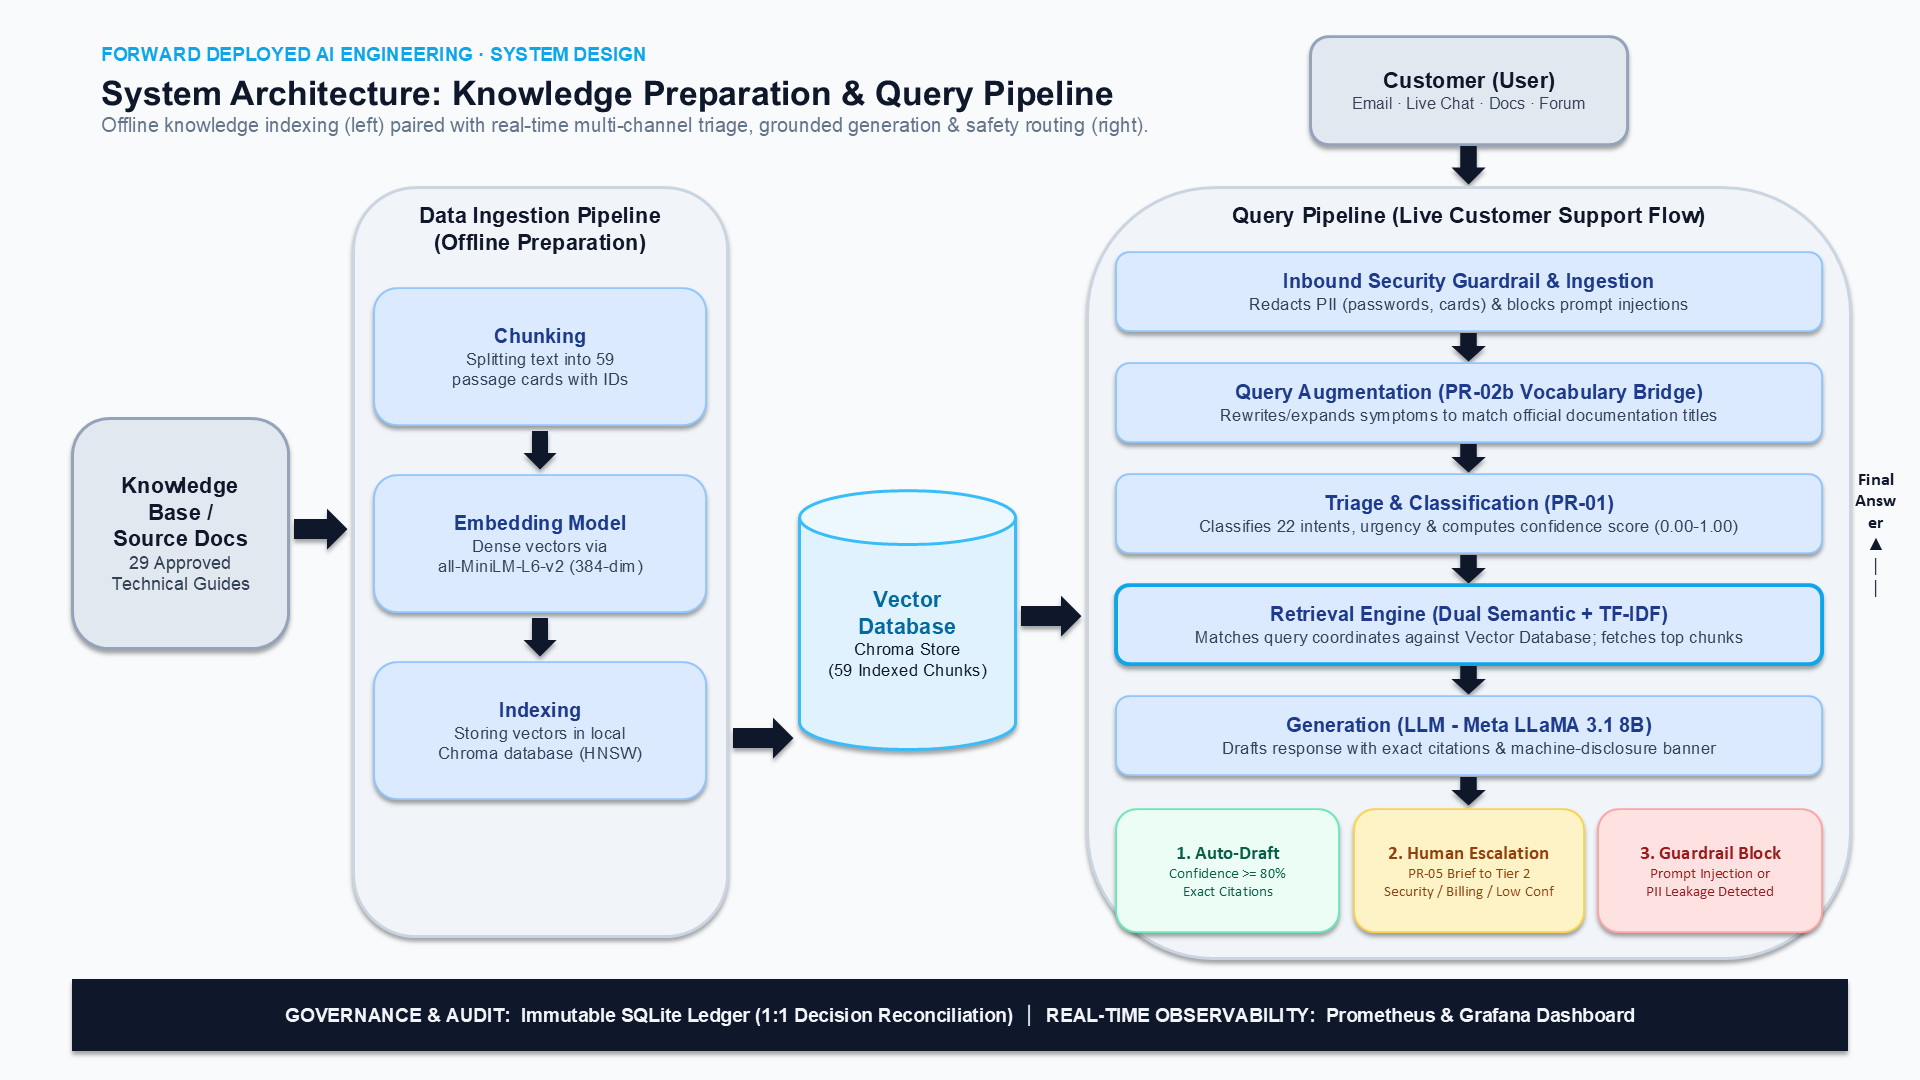 FORWARD DEPLOYED AI ENGINEERING · SYSTEM DESIGN
System Architecture: Knowledge Preparation & Query Pipeline
Offline knowledge indexing (left) paired with real-time multi-channel triage, grounded generation & safety routing (right).
Customer (User)
Email · Live Chat · Docs · Forum
Knowledge
Base /
Source Docs
29 Approved
Technical Guides
Data Ingestion Pipeline
(Offline Preparation)
Chunking
Splitting text into 59
passage cards with IDs
Embedding Model
Dense vectors via
all-MiniLM-L6-v2 (384-dim)
Indexing
Storing vectors in local
Chroma database (HNSW)
Vector
Database
Chroma Store
(59 Indexed Chunks)
Query Pipeline (Live Customer Support Flow)
Inbound Security Guardrail & Ingestion
Redacts PII (passwords, cards) & blocks prompt injections
Query Augmentation (PR-02b Vocabulary Bridge)
Rewrites/expands symptoms to match official documentation titles
Triage & Classification (PR-01)
Classifies 22 intents, urgency & computes confidence score (0.00-1.00)
Retrieval Engine (Dual Semantic + TF-IDF)
Matches query coordinates against Vector Database; fetches top chunks
Generation (LLM - Meta LLaMA 3.1 8B)
Drafts response with exact citations & machine-disclosure banner
1. Auto-Draft
Confidence >= 80%
Exact Citations
2. Human Escalation
PR-05 Brief to Tier 2
Security / Billing / Low Conf
3. Guardrail Block
Prompt Injection or
PII Leakage Detected
Final
Answ
er
▲
│
│
GOVERNANCE & AUDIT: Immutable SQLite Ledger (1:1 Decision Reconciliation) │ REAL-TIME OBSERVABILITY: Prometheus & Grafana Dashboard